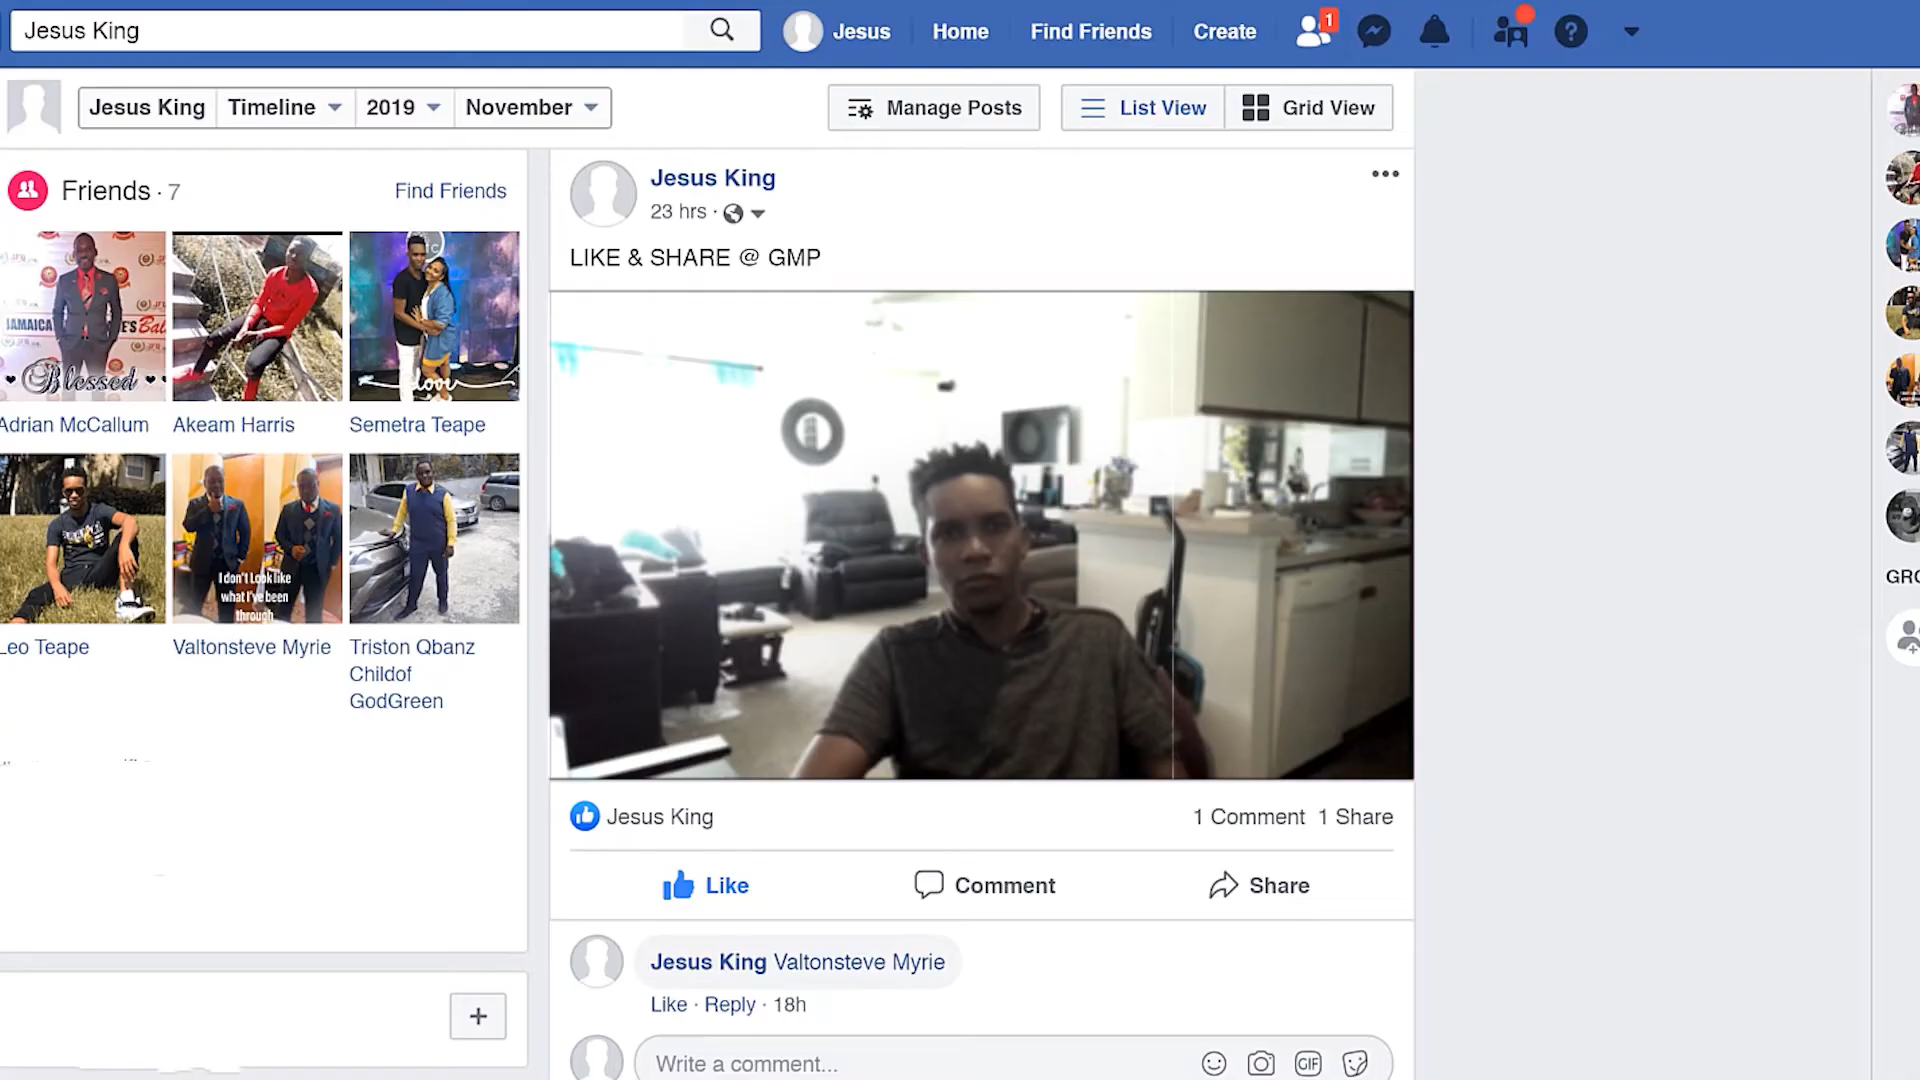 Jesus King
Jesus
Home
Find Friends
Create
1
Jesus King
Timeline
2019
November
Manage Posts
List View
Grid View
Friends · 7
Find Friends
JAMAICA
Blessed
love
Adrian McCallum
Akeam Harris
Semetra Teape
I don't Look like
what I've been
through
Leo Teape
Valtonsteve Myrie
Triston Qbanz
Childof
GodGreen
Jesus King
23 hrs ·
LIKE & SHARE @ GMP
Jesus King
1 Comment 1 Share
Like
Comment
Share
Jesus King Valtonsteve Myrie
Like · Reply · 18h
Write a comment...
GIF